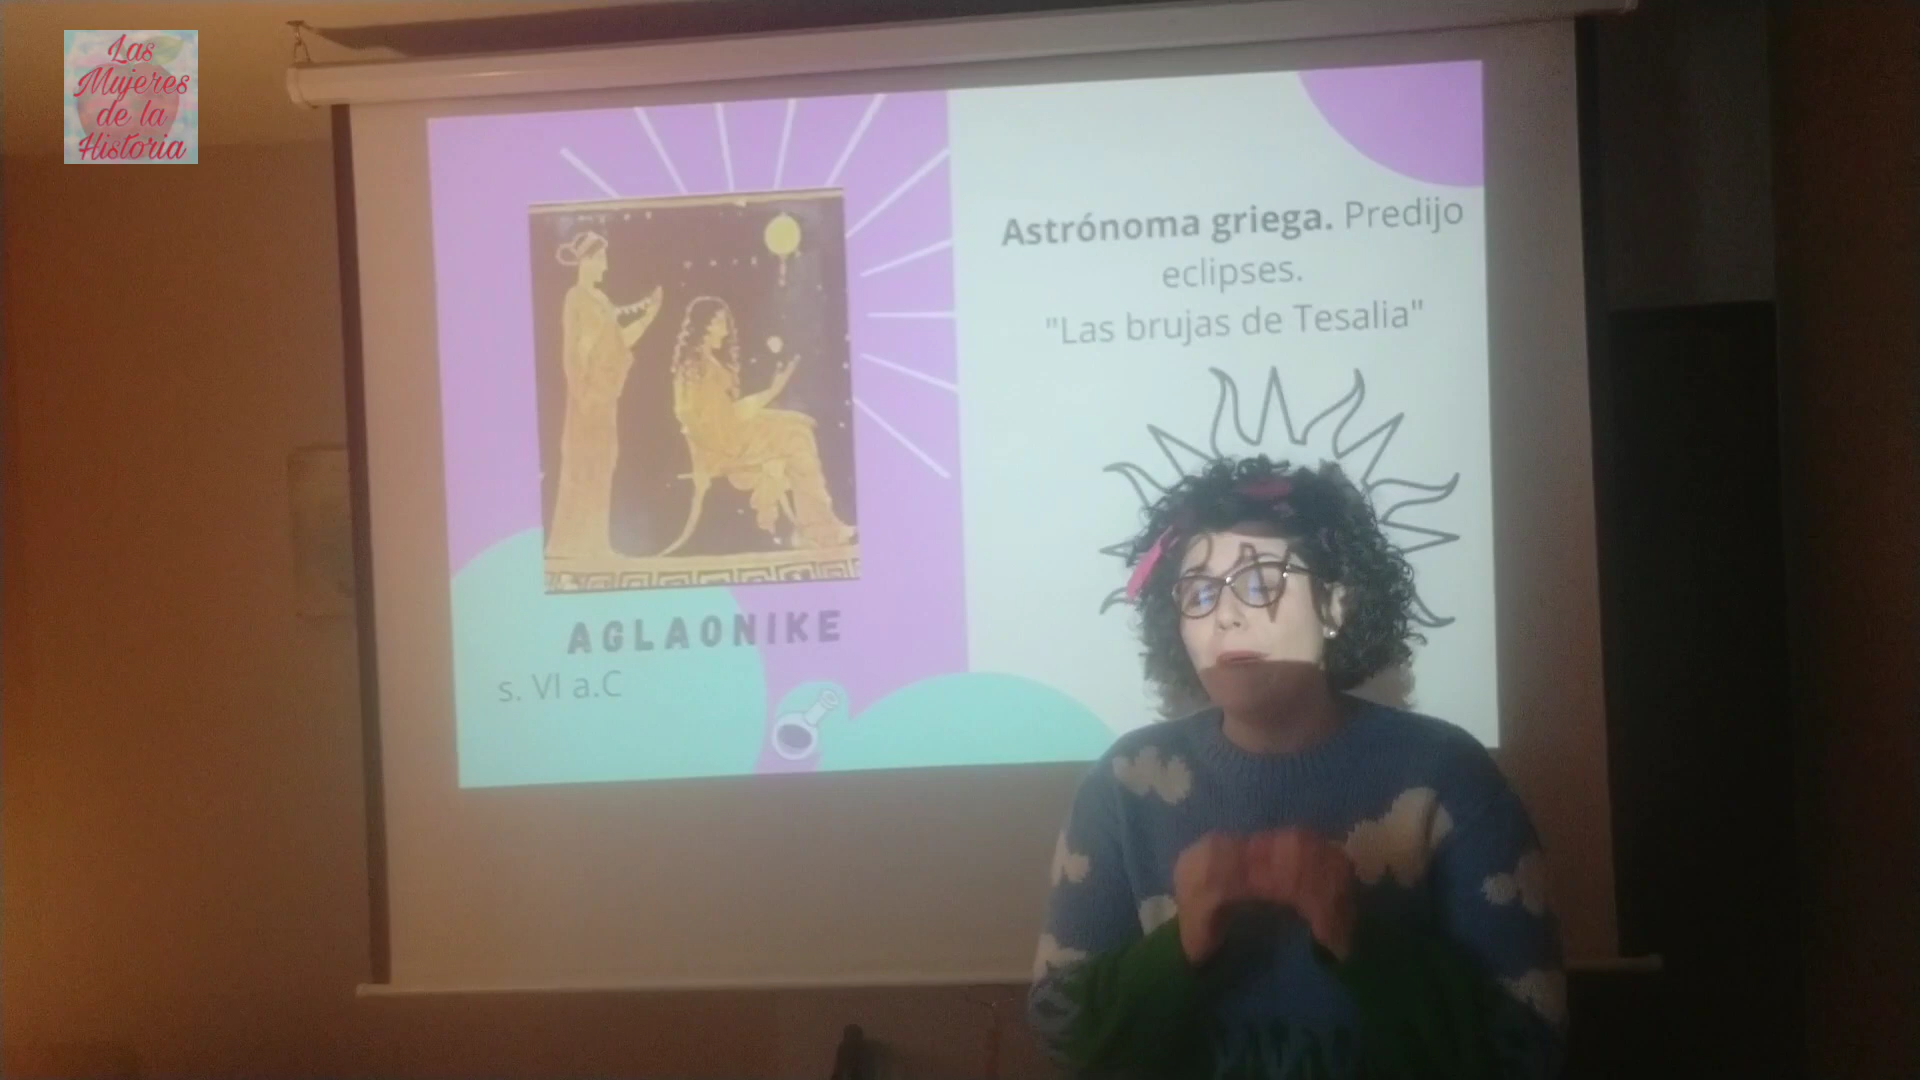 Las
Mujeres
de la
Historia
AGLAONIKE
s. VI a.C
Astrónoma griega. Predijo
eclipses.
"Las brujas de Tesalia"